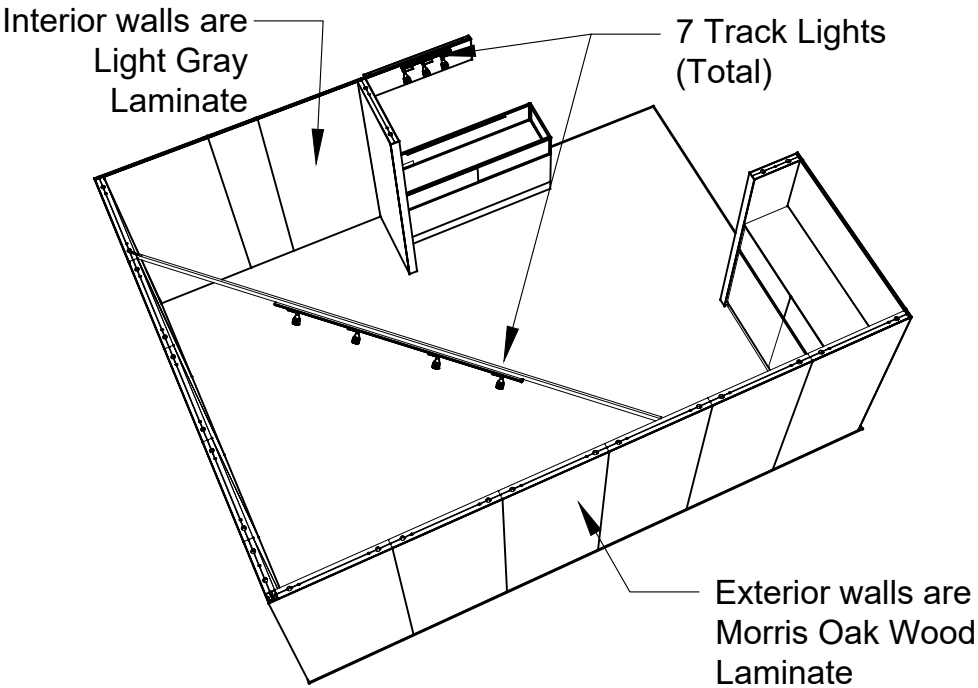 Interior walls are
Light Gray
Laminate
7 Track Lights
(Total)
Exterior walls are
Morris Oak Wood
Laminate